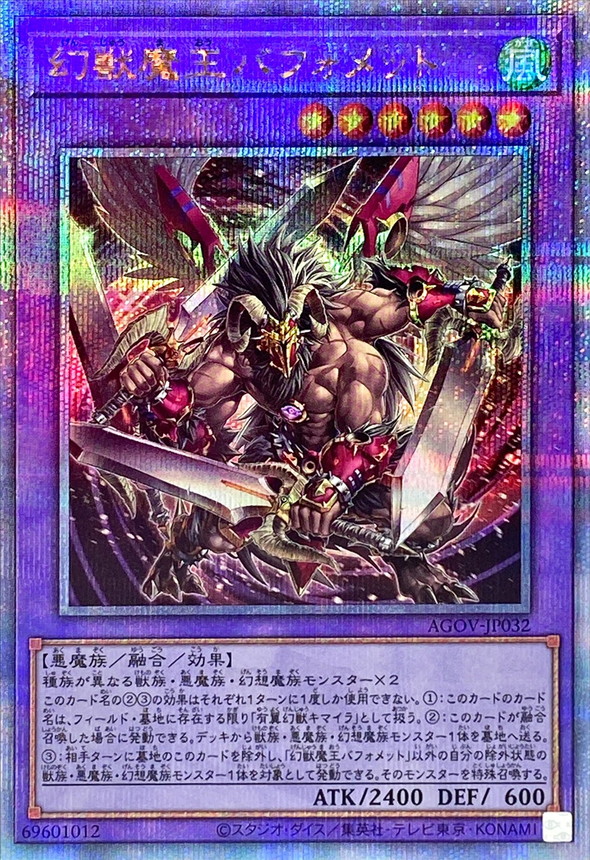 幻獣魔王バフォメット
風
AGOV-JP032
【悪魔族/融合/効果】
種族が異なる獣族・悪魔族・幻想魔族モンスター×2
このカード名の②③の効果はそれぞれ1ターンに1度しか使用できない。①:このカードのカード
名は、フィールド・墓地に存在する限り「有翼幻獣キマイラ」として扱う。②:このカードが融合
召喚した場合に発動できる。デッキから獣族・悪魔族・幻想魔族モンスター1体を墓地へ送る。
③:相手ターンに墓地のこのカードを除外し、「幻獣魔王バフォメット」以外の自分の除外状態の
獣族・悪魔族・幻想魔族モンスター1体を対象として発動できる。そのモンスターを特殊召喚する。
ATK/2400 DEF/ 600
69601012
©スタジオ・ダイス/集英社・テレビ東京・KONAMI